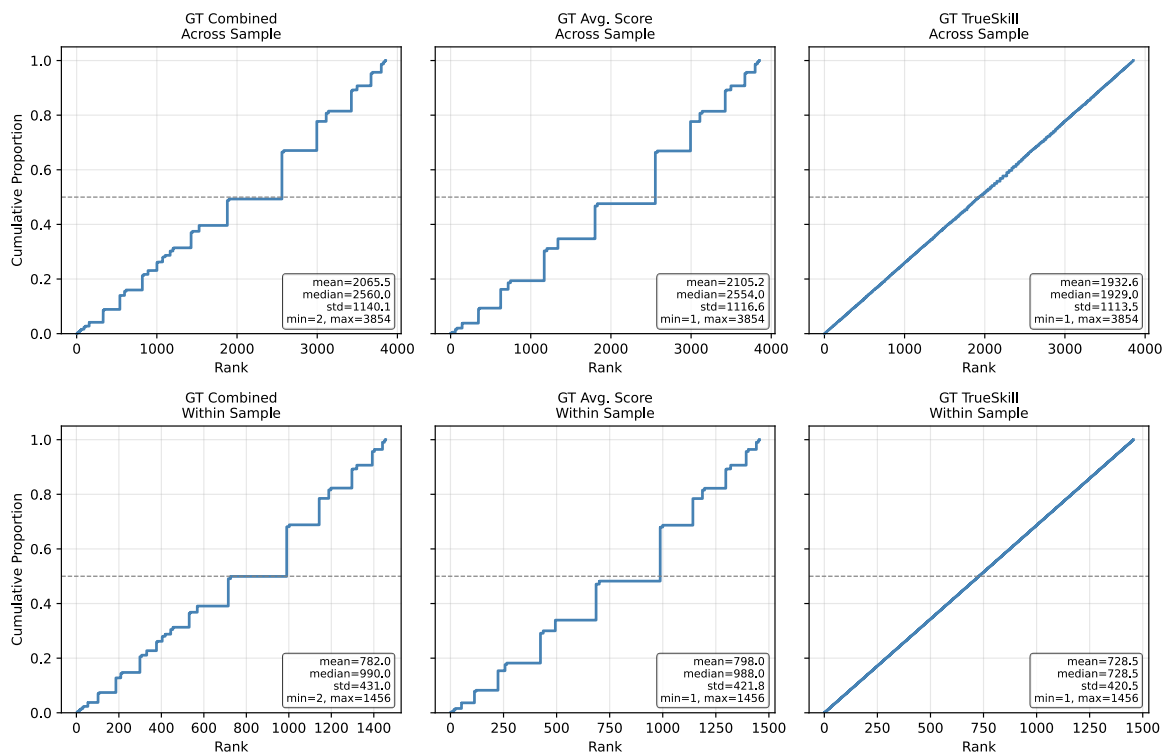 GT Combined
Across Sample
GT Avg. Score
Across Sample
GT TrueSkill
Across Sample
Cumulative Proportion
1.0
0.8
0.6
0.4
0.2
0.0
mean=2065.5
median=2560.0
std=1140.1
min=2, max=3854
mean=2105.2
median=2554.0
std=1116.6
min=1, max=3854
mean=1932.6
median=1929.0
std=1113.5
min=1, max=3854
0 1000 2000 3000 4000
0 1000 2000 3000 4000
0 1000 2000 3000 4000
Rank
Rank
Rank
GT Combined
Within Sample
GT Avg. Score
Within Sample
GT TrueSkill
Within Sample
Cumulative Proportion
1.0
0.8
0.6
0.4
0.2
0.0
mean=782.0
median=990.0
std=431.0
min=2, max=1456
mean=798.0
median=988.0
std=421.8
min=1, max=1456
mean=728.5
median=728.5
std=420.5
min=1, max=1456
0 200 400 600 800 1000 1200 1400
0 250 500 750 1000 1250 1500
0 250 500 750 1000 1250 1500
Rank
Rank
Rank